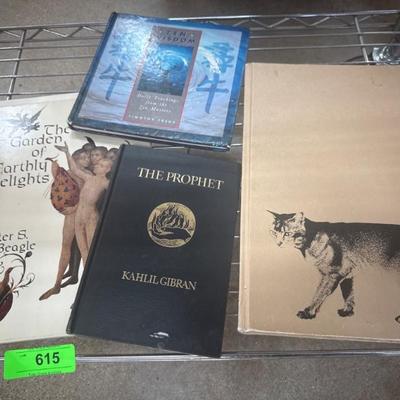 ZEN
WISDOM
Daily Teachings
from the
Zen Masters
TIMOTHY FREKE
The
Garden
of
Earthly
Delights
Peter S.
Beagle
THE PROPHET
KAHLIL GIBRAN
615